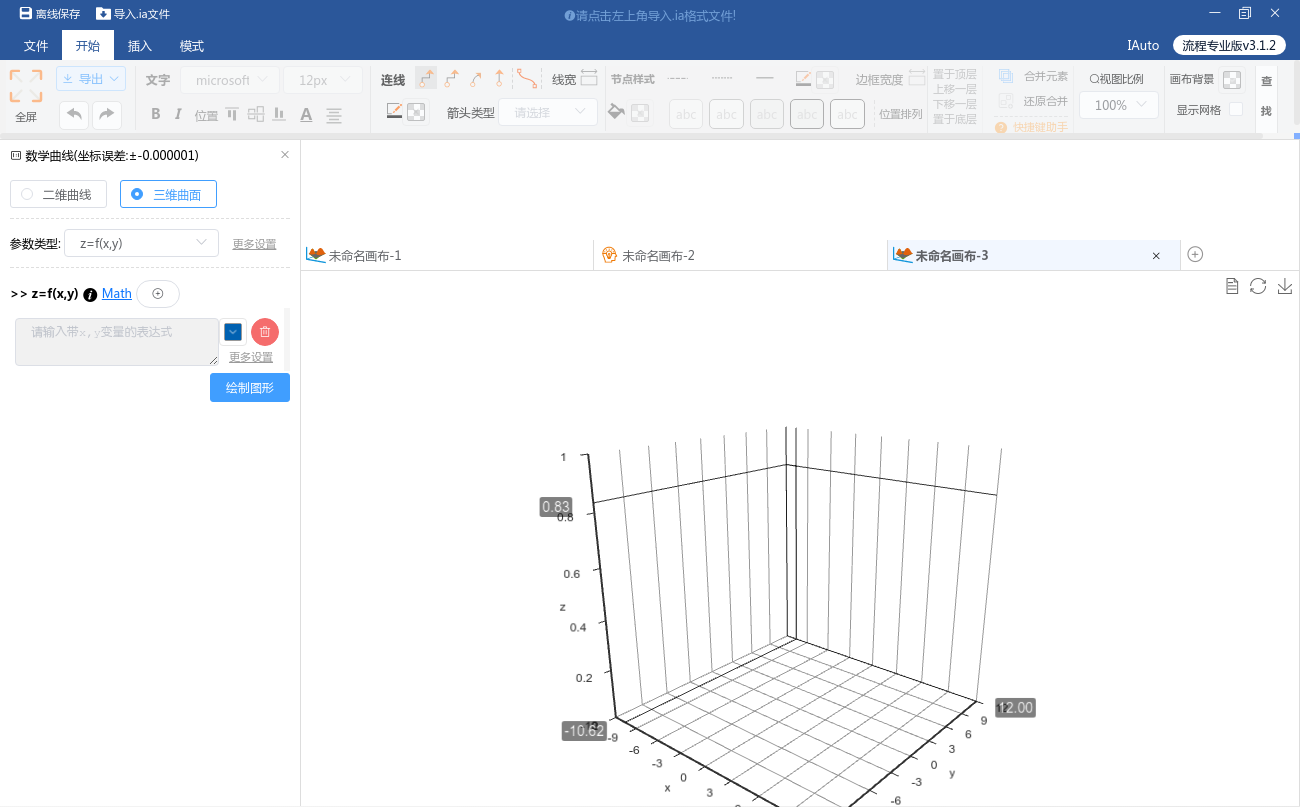 离线保存 导入.ia文件 请点击左上角导入.ia格式文件!
文件 开始 插入 模式 IAuto 流程专业版v3.1.2
导出 文字 microsoft 12px 连线 线宽 节点样式 边框宽度 置于顶层 合并元素 视图比例 画布背景 查
上移一层
下移一层
全屏 B I 位置 A 箭头类型 请选择 abc abc abc abc abc 位置排列 置于底层 还原合并 100% 显示网格 找
快捷键助手
数学曲线(坐标误差:±-0.000001)
二维曲线 三维曲面
参数类型: z=f(x,y) 更多设置
未命名画布-1 未命名画布-2 未命名画布-3
>> z=f(x,y) Math
请输入带x,y变量的表达式
更多设置
绘制图形
1
0.83
0.8
0.6
z
0.4
0.2
-10.62 -9 -6 -3 0 3
x
12.00
9
6
3
0
y
-3
-6